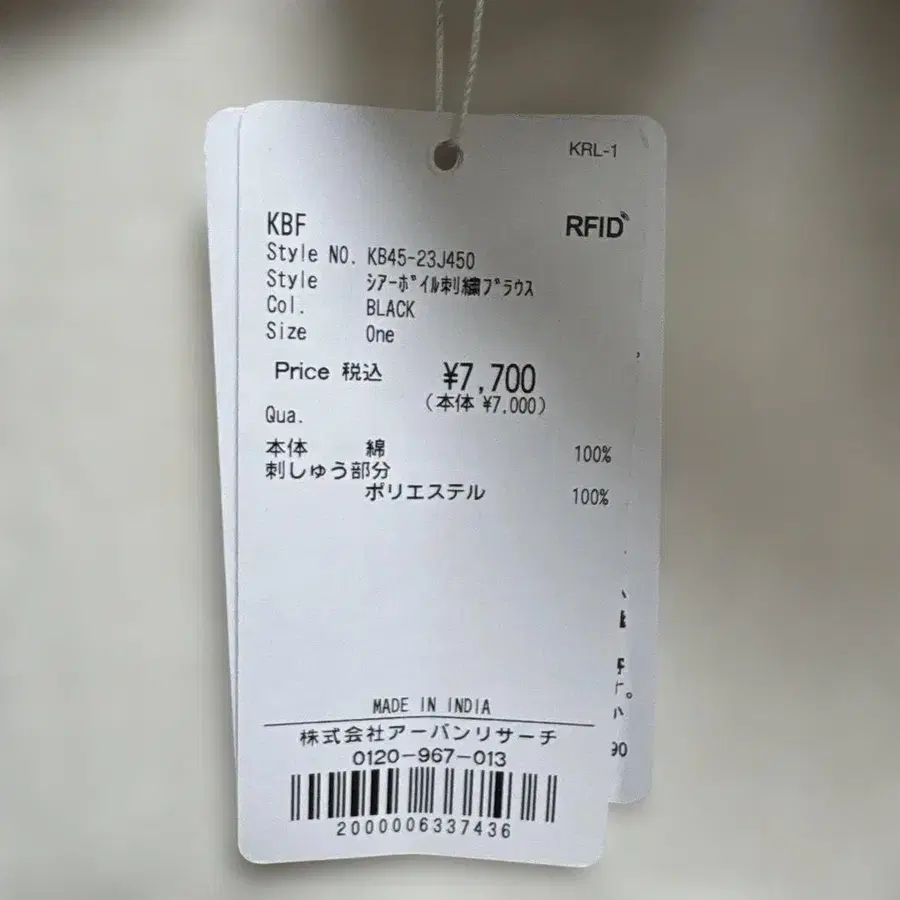 KRL-1
KBF
RFID
Style NO. KB45-23J450
Style シアーボイル刺繍ブラウス
Col. BLACK
Size One
Price 税込 ¥7,700
(本体 ¥7,000)
Qua.
本体 綿 100%
刺しゅう部分
ポリエステル 100%
MADE IN INDIA
株式会社アーバンリサーチ
0120-967-013
2000006337436
90